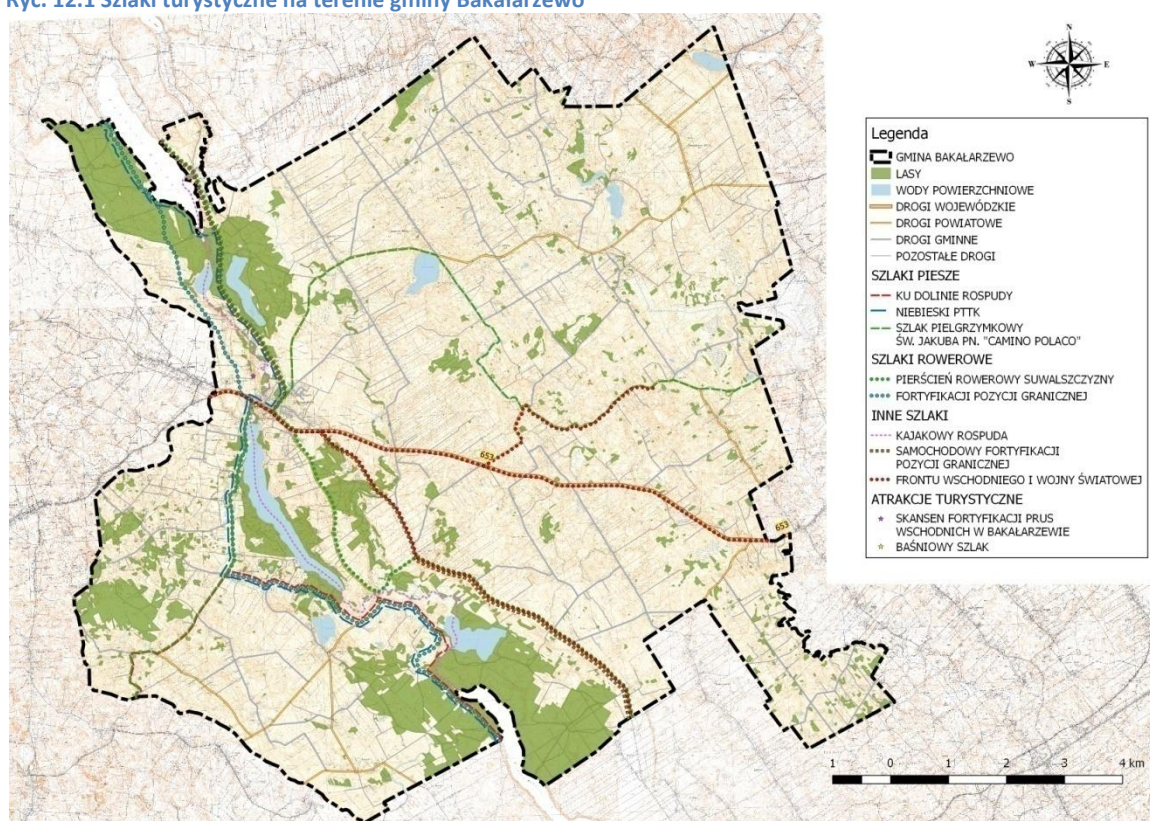 Ryc. 12.1 Szlaki turystyczne na terenie gminy Bakałarzewo
N
W E
S
Legenda
GMINA BAKAŁARZEWO
LASY
WODY POWIERZCHNIOWE
DROGI WOJEWÓDZKIE
DROGI POWIATOWE
DROGI GMINNE
POZOSTAŁE DROGI
SZLAKI PIESZE
KU DOLINIE ROSPUDY
NIEBIESKI PTTK
SZLAK PIELGRZYMKOWY
ŚW. JAKUBA PN. "CAMINO POLACO"
SZLAKI ROWEROWE
PIERŚCIEŃ ROWEROWY SUWALSZCZYZNY
FORTYFIKACJI POZYCJI GRANICZNEJ
INNE SZLAKI
KAJAKOWY ROSPUDA
SAMOCHODOWY FORTYFIKACJI
POZYCJI GRANICZNEJ
FRONTU WSCHODNIEGO I WOJNY ŚWIATOWEJ
ATRAKCJE TURYSTYCZNE
SKANSEN FORTYFIKACJI PRUS
WSCHODNICH W BAKAŁARZEWIE
BAŚNIOWY SZLAK
653
653
1 0 1 2 3 4 km